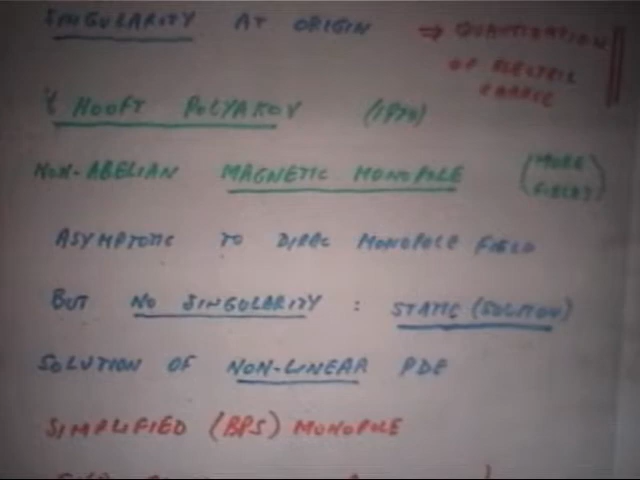 SINGULARITY AT ORIGIN ⇒ QUANTIZATION
OF ELECTRIC
CHARGE
'T HOOFT POLYAKOV (1974)
NON-ABELIAN MAGNETIC MONOPOLE (MORE
FIELDS)
ASYMPTOTIC TO DIRAC MONOPOLE FIELD
BUT NO SINGULARITY : STATIC (SOLITON)
SOLUTION OF NON-LINEAR PDE
SIMPLIFIED (BPS) MONOPOLE